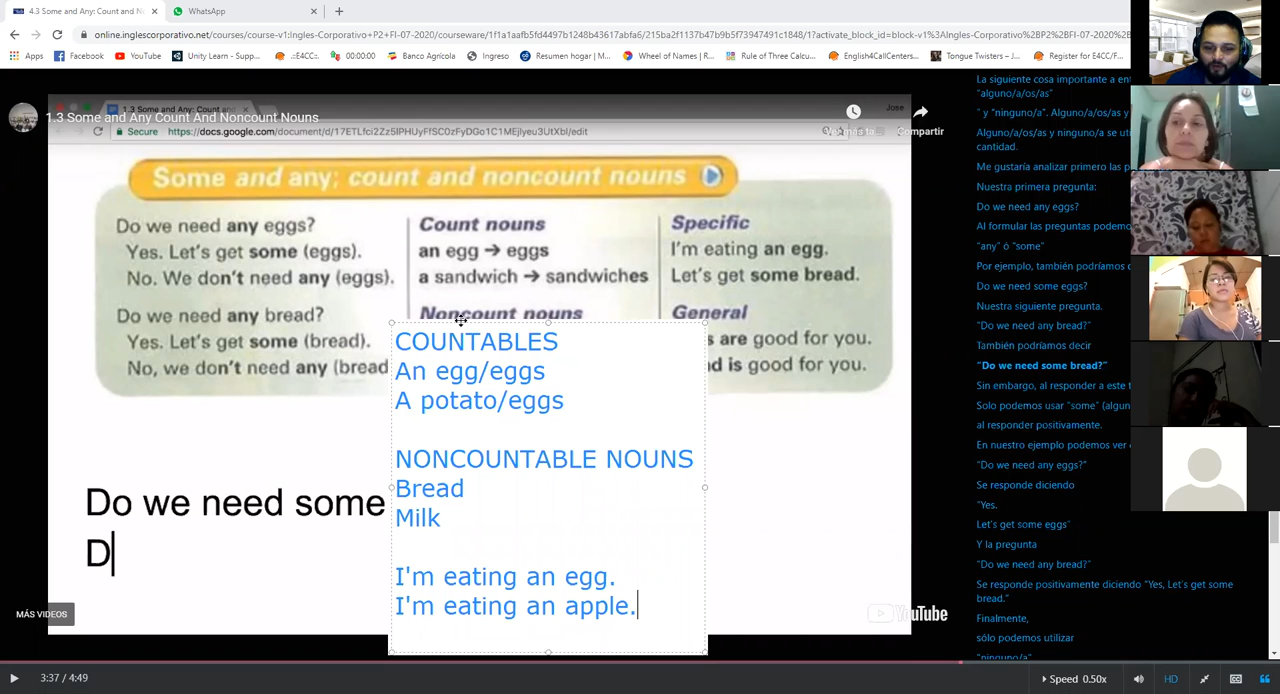 4.3 Some and Any: Count and N
WhatsApp
online.inglescorporativo.net/courses/course-v1:Ingles-Corporativo+P2+FI-07-2020/courseware/1f1a1aafb5fd4497b1248b43617abfa6/215ba2f1137b47b9b5f73947491c1848/1?activate_block_id=block-v1%3AIngles-Corporativo%2BP2%2BFI-07-2020%2B
Apps
Facebook
YouTube
Unity Learn - Supp...
.::E4CC::.
00:00:00
Banco Agrícola
Ingreso
Resumen hogar | M...
Wheel of Names | R...
Rule of Three Calcu...
English4CallCenters...
Tongue Twisters – J...
Register for E4CC/F...
1.3 Some and Any: Count and
Jose
1.3 Some and Any Count And Noncount Nouns
Secure https://docs.google.com/document/d/17ETLfci2Zz5IPHUyFfSC0zFyDGo1C1MEjlyeu3UtXbI/edit
Compartir
Some and any; count and noncount nouns
Do we need any eggs?
Yes. Let's get some (eggs).
No. We don't need any (eggs).
Do we need any bread?
Yes. Let's get some (bread).
No, we don't need any (bread
Count nouns
an egg → eggs
a sandwich → sandwiches
Noncount nouns
Specific
I'm eating an egg.
Let's get some bread.
General
s are good for you.
d is good for you.
COUNTABLES
An egg/eggs
A potato/eggs
NONCOUNTABLE NOUNS
Bread
Milk
I'm eating an egg.
I'm eating an apple.
Do we need some
D
MÁS VIDEOS
YouTube
La siguiente cosa importante a ent
"alguno/a/os/as"
" y "ninguno/a". Alguno/a/os/as y
Alguno/a/os/as y ninguno/a se ut
cantidad.
Me gustaría analizar primero las p
Nuestra primera pregunta:
Do we need any eggs?
Al formular las preguntas podemo
"any" ó "some"
Por ejemplo, también podríamos d
Do we need some eggs?
Nuestra siguiente pregunta.
"Do we need any bread?"
También podríamos decir
"Do we need some bread?"
Sin embargo, al responder a este t
Solo podemos usar "some" (algun
al responder positivamente.
En nuestro ejemplo podemos ver
"Do we need any eggs?"
Se responde diciendo
"Yes.
Let's get some eggs"
Y la pregunta
"Do we need any bread?"
Se responde positivamente diciendo "Yes, Let's get some
bread."
Finalmente,
sólo podemos utilizar
"ninguno/a"
3:37 / 4:49
Speed 0.50x
HD